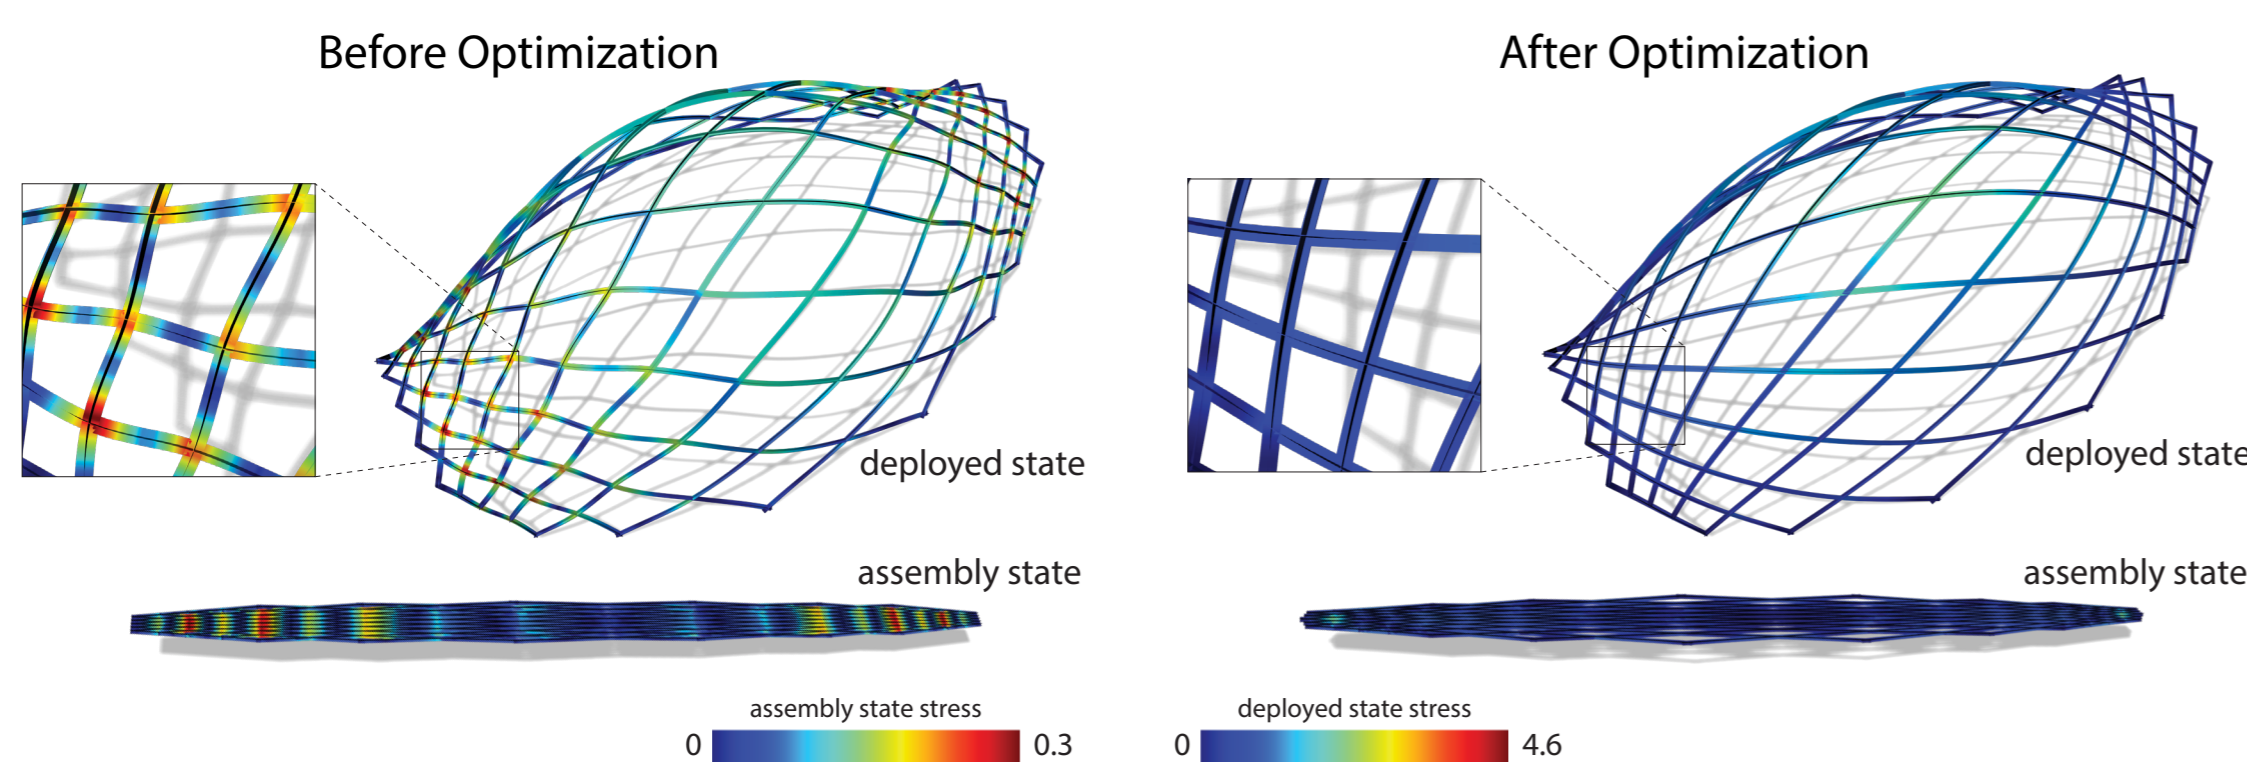 Before Optimization
After Optimization
deployed state
deployed state
assembly state
assembly state
assembly state stress
0
0.3
deployed state stress
0
4.6